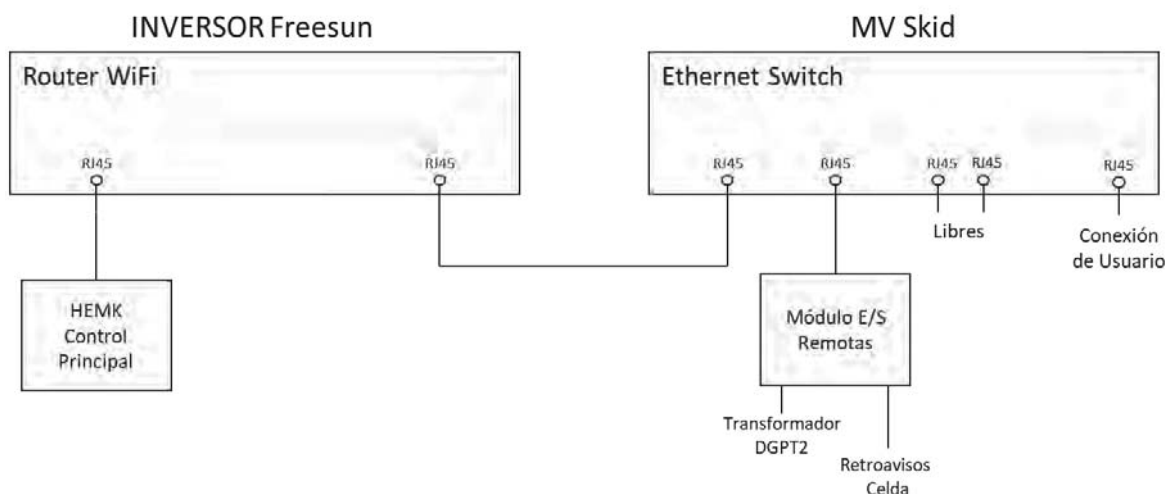 INVERSOR Freesun
MV Skid
Router WiFi
Ethernet Switch
RJ45
RJ45
RJ45
RJ45
RJ45
RJ45
RJ45
Libres
Conexión
de Usuario
HEMK
Control
Principal
Módulo E/S
Remotas
Transformador
DGPT2
Retroavisos
Celda